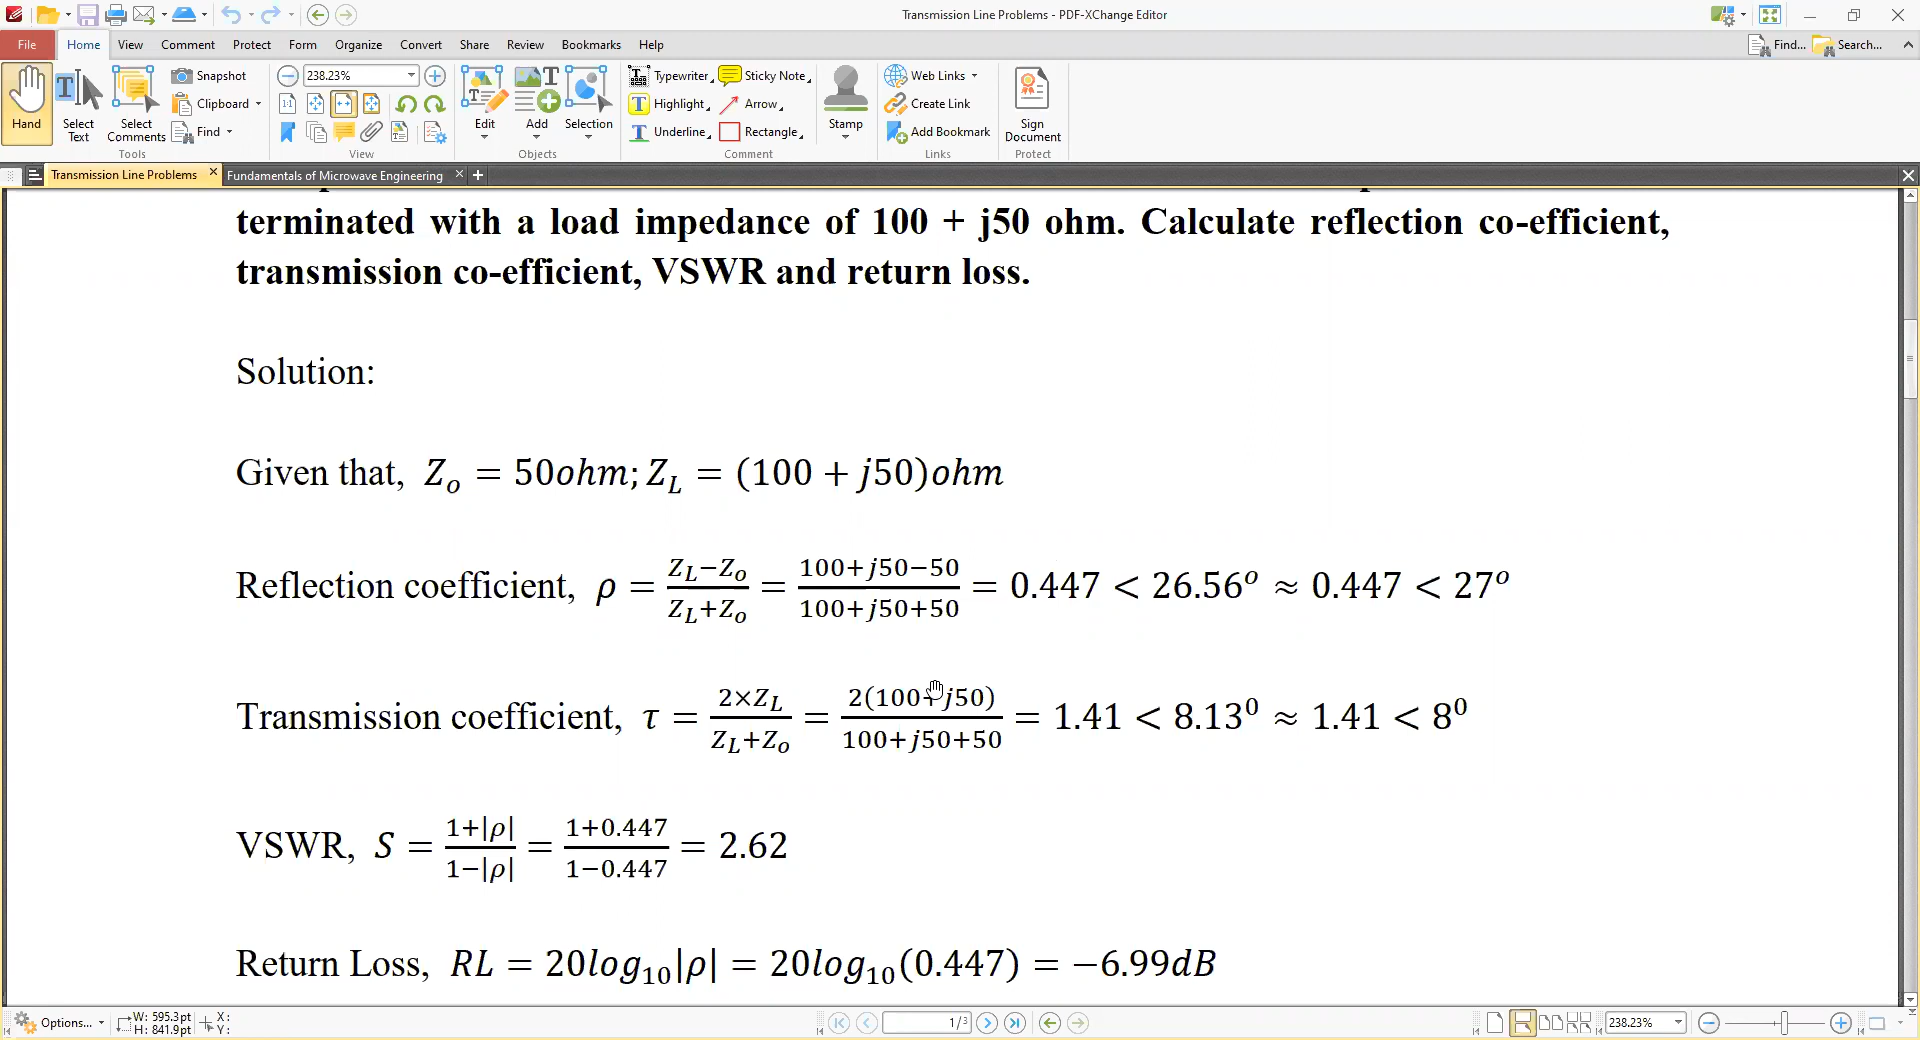 Transmission Line Problems - PDF-XChange Editor
File Home View Comment Protect Form Organize Convert Share Review Bookmarks Help Find... Search...
Hand
Select Text
Select Comments
Snapshot
Clipboard
Find
Tools
238.23%
1:1
View
Edit
Add
Selection
Objects
Typewriter
Highlight
Underline
Sticky Note
Arrow
Rectangle
Stamp
Comment
Web Links
Create Link
Add Bookmark
Links
Sign Document
Protect
Transmission Line Problems Fundamentals of Microwave Engineering
terminated with a load impedance of 100 + j50 ohm. Calculate reflection co-efficient,
transmission co-efficient, VSWR and return loss.
Solution:
Given that, Z_o = 50ohm; Z_L = (100 + j50)ohm
Reflection coefficient, ρ = (Z_L−Z_o)/(Z_L+Z_o) = (100+j50−50)/(100+j50+50) = 0.447 < 26.56° ≈ 0.447 < 27°
Transmission coefficient, τ = (2×Z_L)/(Z_L+Z_o) = 2(100+j50)/(100+j50+50) = 1.41 < 8.13⁰ ≈ 1.41 < 8⁰
VSWR, S = (1+|ρ|)/(1−|ρ|) = (1+0.447)/(1−0.447) = 2.62
Return Loss, RL = 20log₁₀|ρ| = 20log₁₀(0.447) = −6.99dB
Options... W: 595.3pt H: 841.9pt X: Y: 1/3 238.23%